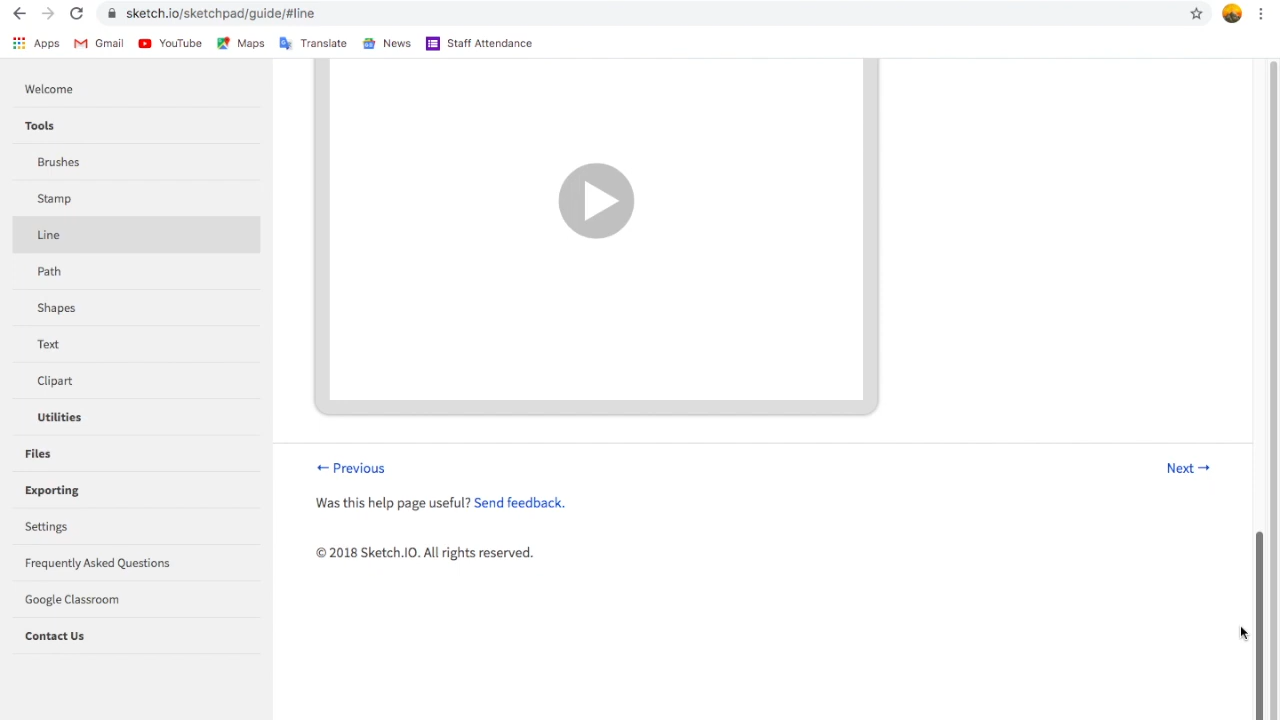 sketch.io/sketchpad/guide/#line
Apps Gmail YouTube Maps Translate News Staff Attendance
Welcome
Tools
Brushes
Stamp
Line
Path
Shapes
Text
Clipart
Utilities
Files
Exporting
Settings
Frequently Asked Questions
Google Classroom
Contact Us
← Previous
Next →
Was this help page useful? Send feedback.
© 2018 Sketch.IO. All rights reserved.